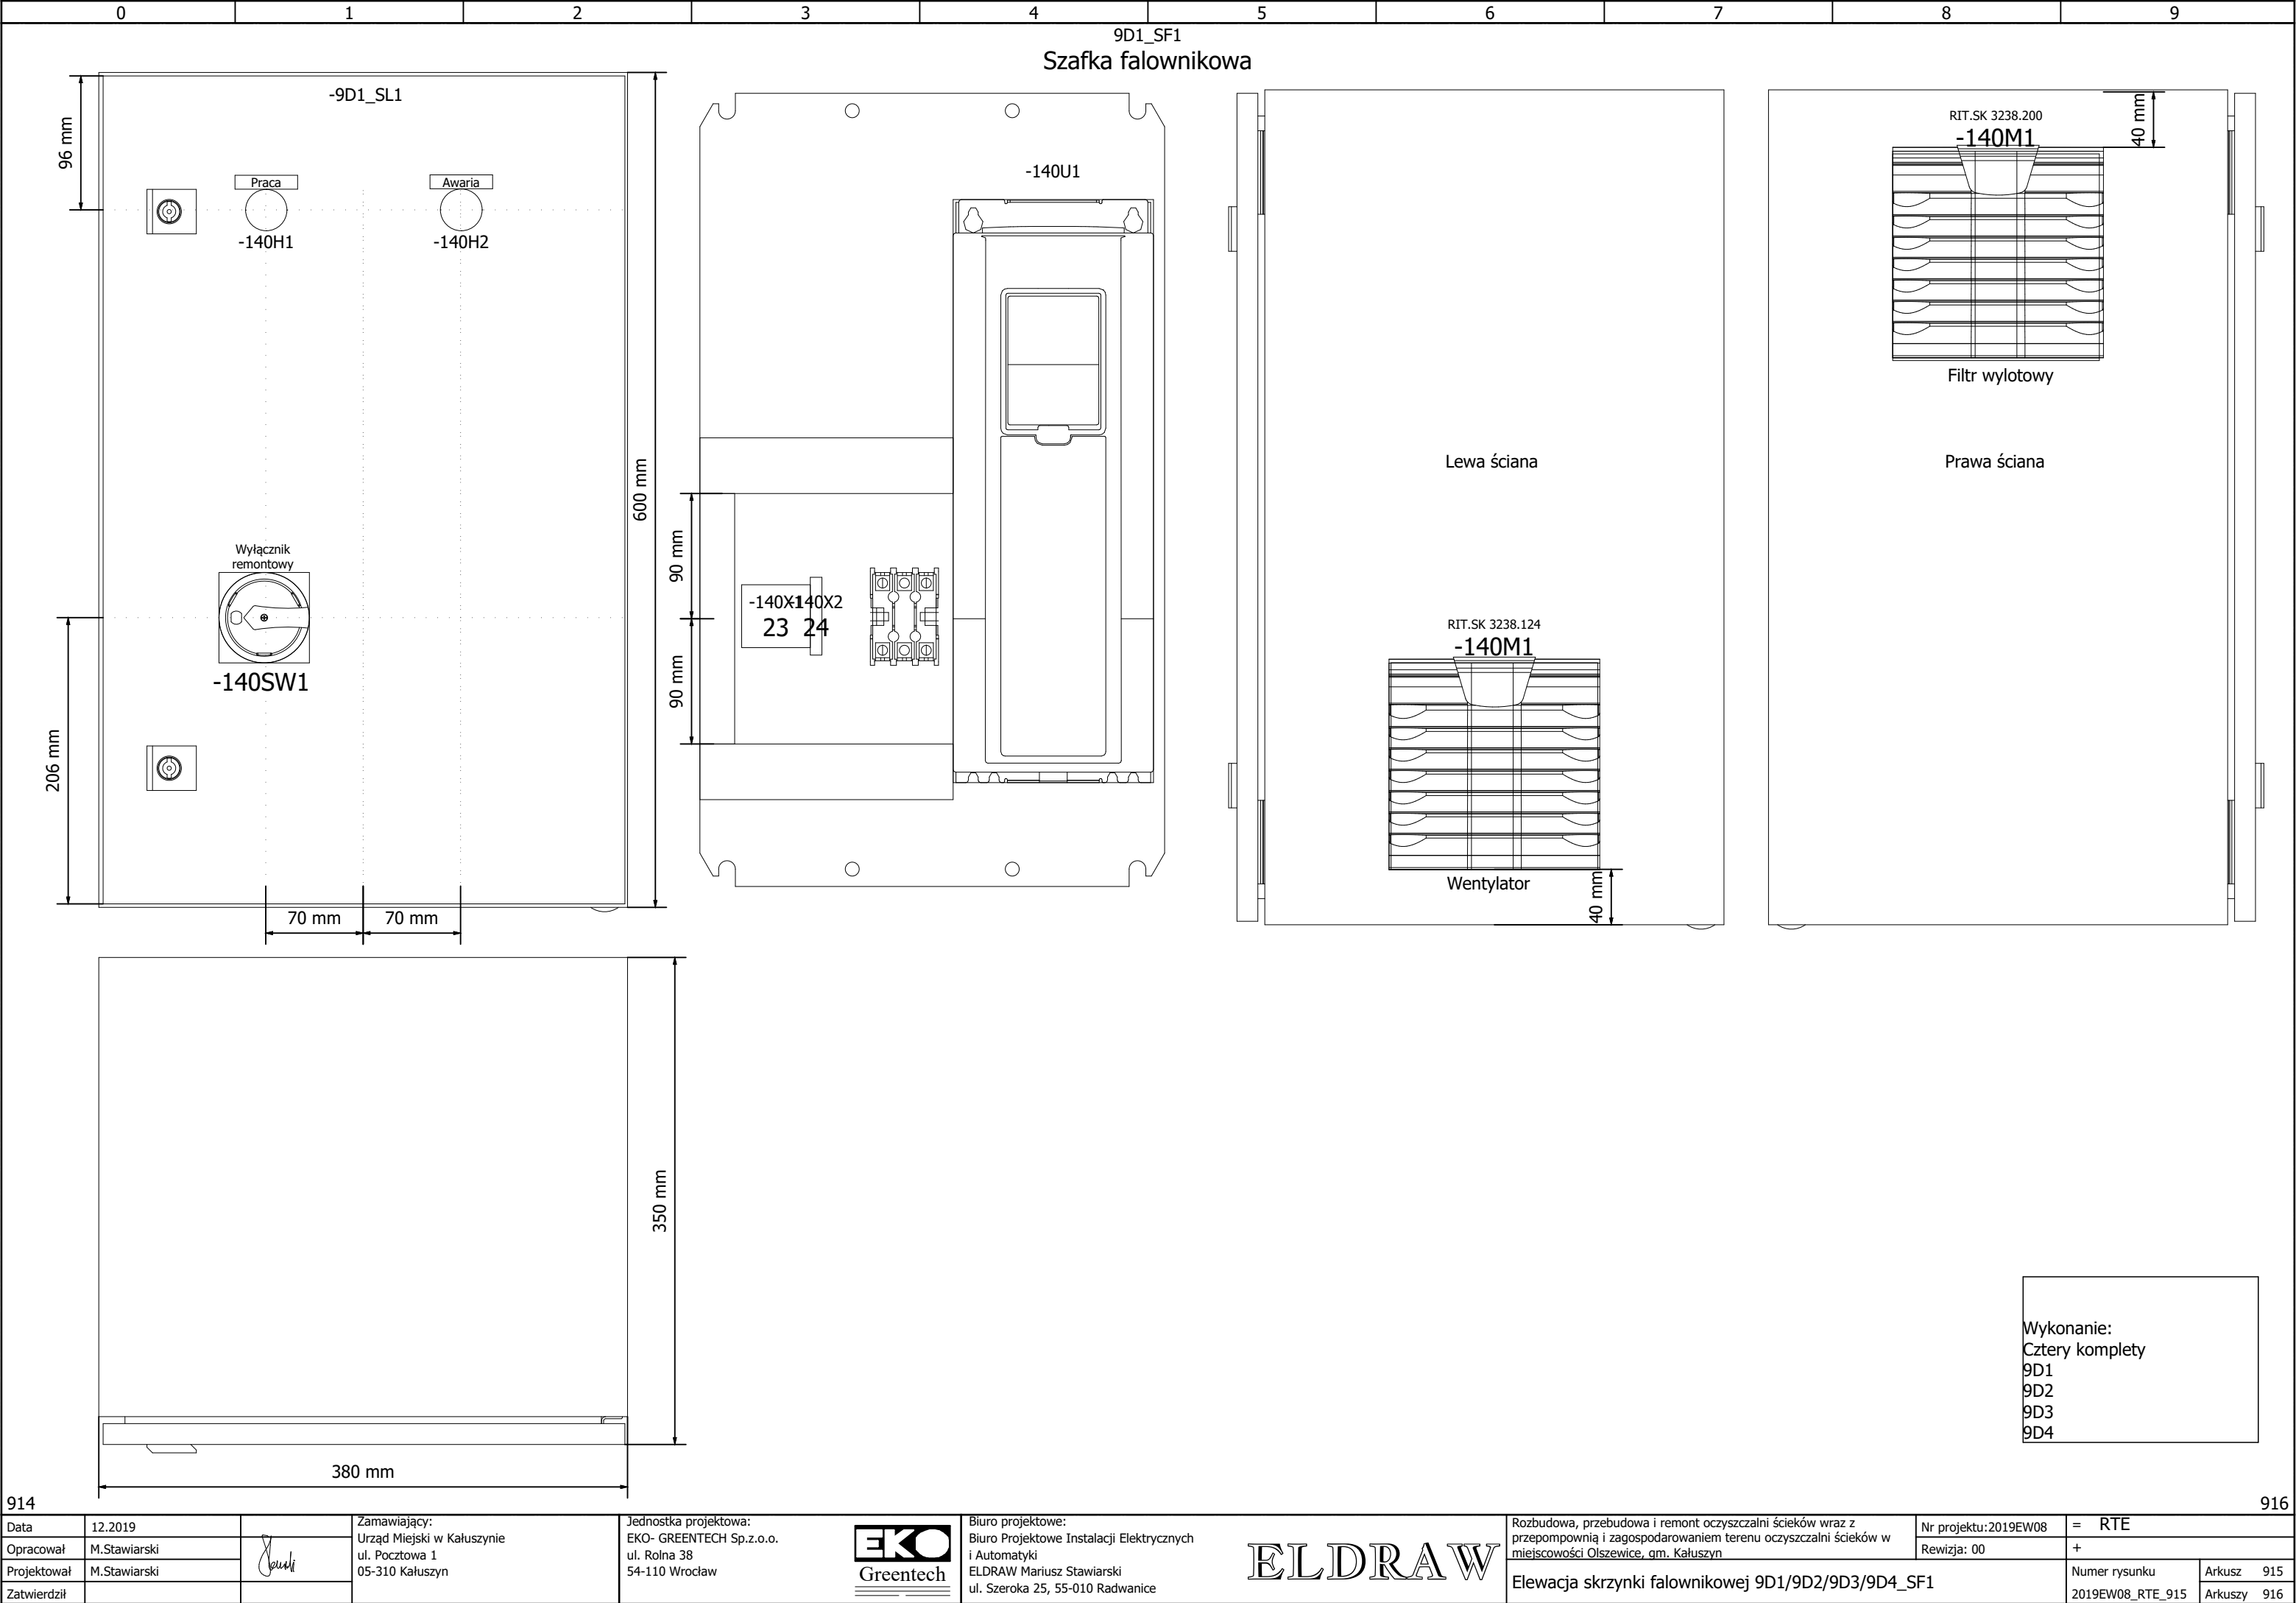 0 1 2 3 4 5 6 7 8 9
9D1_SF1
Szafka falownikowa
-9D1_SL1
96 mm
Praca
Awaria
-140H1
-140H2
Wyłącznik
remontowy
-140SW1
206 mm
600 mm
70 mm
70 mm
-140U1
90 mm
90 mm
-140X1
-140X2
23 24
Lewa ściana
RIT.SK 3238.124
-140M1
Wentylator
40 mm
RIT.SK 3238.200
-140M1
40 mm
Filtr wylotowy
Prawa ściana
350 mm
380 mm
Wykonanie:
Cztery komplety
9D1
9D2
9D3
9D4
914
916
Data 12.2019
Opracował M.Stawiarski
Projektował M.Stawiarski
Zatwierdził
Zamawiający:
Urząd Miejski w Kałuszynie
ul. Pocztowa 1
05-310 Kałuszyn
Jednostka projektowa:
EKO- GREENTECH Sp.z.o.o.
ul. Rolna 38
54-110 Wrocław
EKO
Greentech
Biuro projektowe:
Biuro Projektowe Instalacji Elektrycznych
i Automatyki
ELDRAW Mariusz Stawiarski
ul. Szeroka 25, 55-010 Radwanice
ELDRAW
Rozbudowa, przebudowa i remont oczyszczalni ścieków wraz z
przepompownią i zagospodarowaniem terenu oczyszczalni ścieków w
miejscowości Olszewice, gm. Kałuszyn
Elewacja skrzynki falownikowej 9D1/9D2/9D3/9D4_SF1
Nr projektu:2019EW08
Rewizja: 00
= RTE
+
Numer rysunku
2019EW08_RTE_915
Arkusz 915
Arkuszy 916